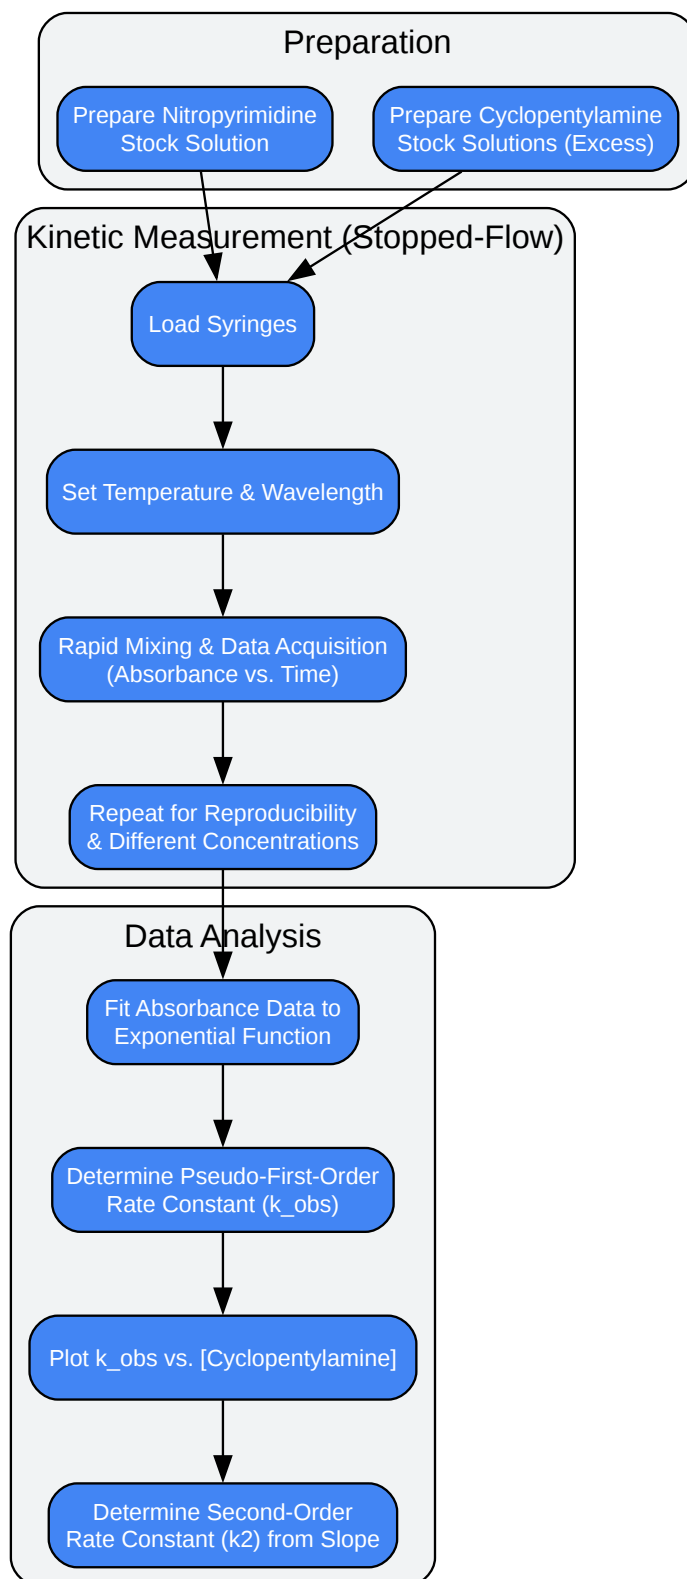 Preparation
Prepare Nitropyrimidine
Stock Solution
Prepare Cyclopentylamine
Stock Solutions (Excess)
Kinetic Measurement (Stopped-Flow)
Load Syringes
Set Temperature & Wavelength
Rapid Mixing & Data Acquisition
(Absorbance vs. Time)
Repeat for Reproducibility
& Different Concentrations
Data Analysis
Fit Absorbance Data to
Exponential Function
Determine Pseudo-First-Order
Rate Constant (k_obs)
Plot k_obs vs. [Cyclopentylamine]
Determine Second-Order
Rate Constant (k2) from Slope